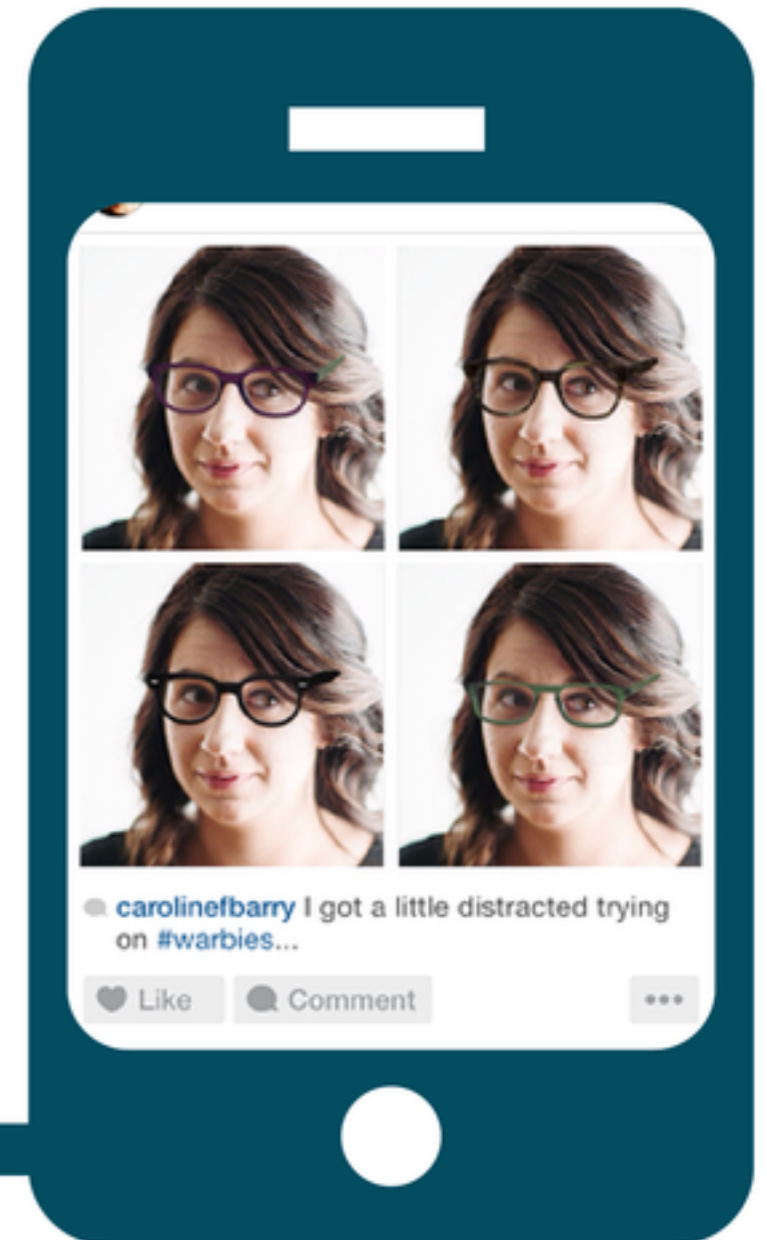 carolinefbarry I got a little distracted trying
on #warbies...
Like Comment